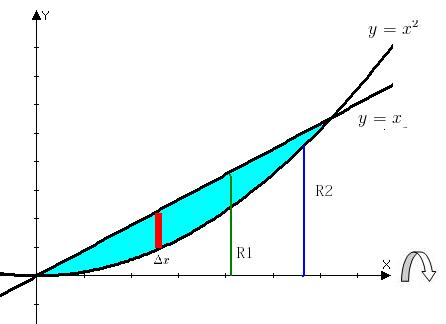 Y
y = x²
y = x
R2
R1
X
Δx